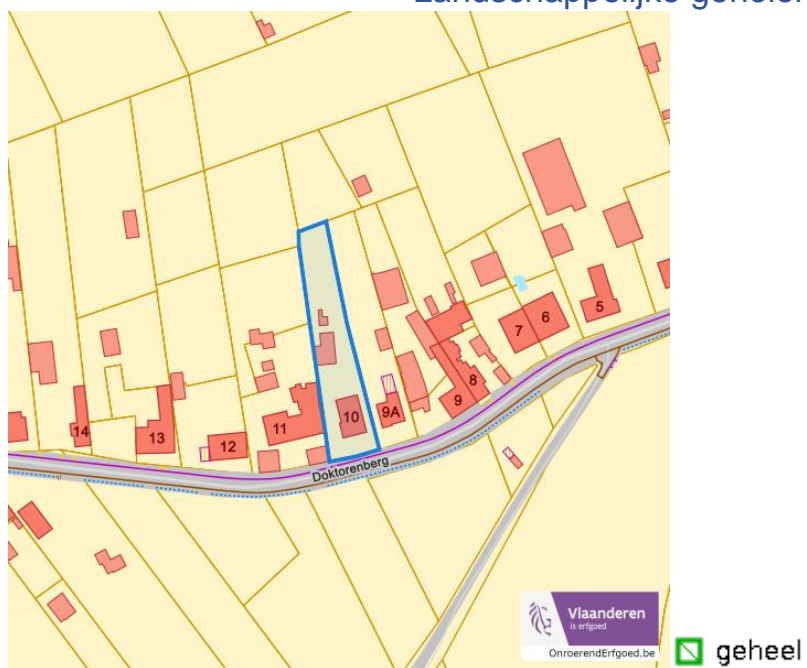 Landschappelijke geheler
5
6
7
8
9
9A
10
11
12
13
14
Doktorenberg
Vlaanderen
is erfgoed
OnroerendErfgoed.be
geheel